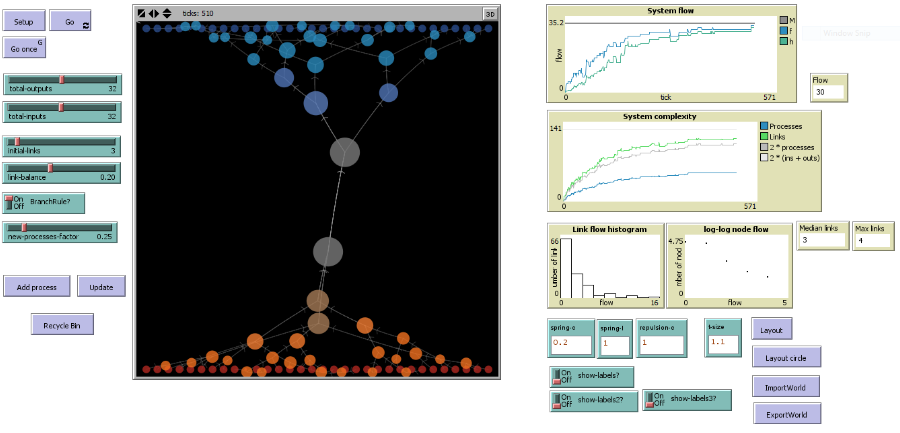 Setup
Go
G
Go once
total-outputs 32
total-inputs 32
initial-links 3
link-balance 0.20
On
Off
BranchRule?
new-processes-factor 0.25
Add process
Update
Recycle Bin
ticks: 510
3D
System flow
35.2
flow
0
0
tick
571
M
f
h
Flow
30
System complexity
141
0
0
571
Processes
Links
2 * processes
2 * (ins + outs)
Link flow histogram
66
umber of link
0
0
flow
16
log-log node flow
4.75
mber of nod
0
0
flow
5
Median links
3
Max links
4
spring-c
0.2
spring-l
1
repulsion-c
1
t-size
1.1
Layout
Layout circle
ImportWorld
ExportWorld
On
Off
show-labels?
On
Off
show-labels2?
On
Off
show-labels3?